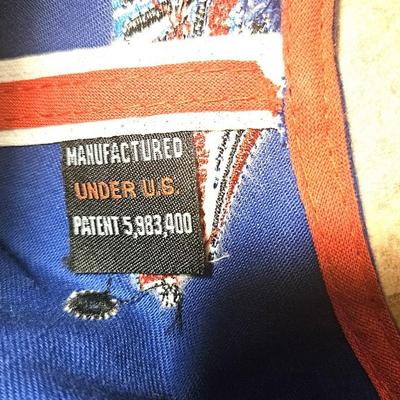 MANUFACTURED
UNDER U.S.
PATENT 5,983,400